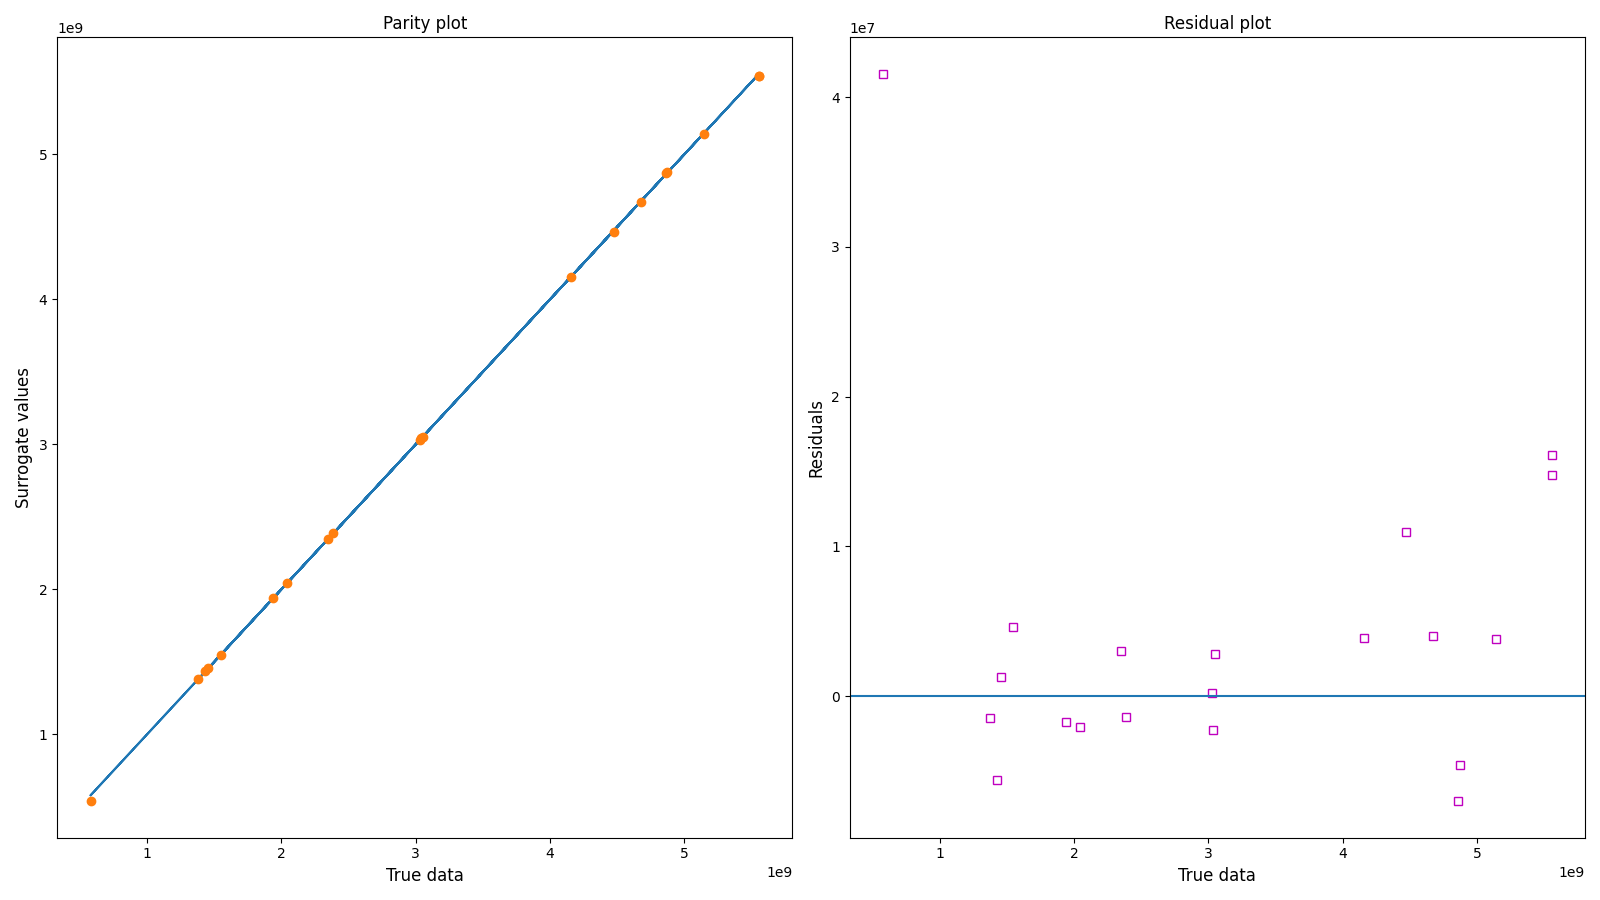 Parity plot
1e9
5
4
3
2
1
Surrogate values
1 2 3 4 5
1e9
True data
Residual plot
1e7
4
3
2
1
0
Residuals
1 2 3 4 5
1e9
True data